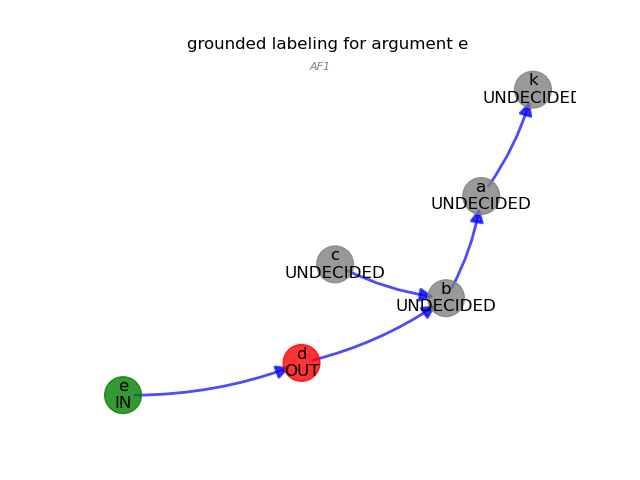 grounded labeling for argument e
AF1
k
UNDECIDED
a
UNDECIDED
c
UNDECIDED
b
UNDECIDED
d
OUT
e
IN